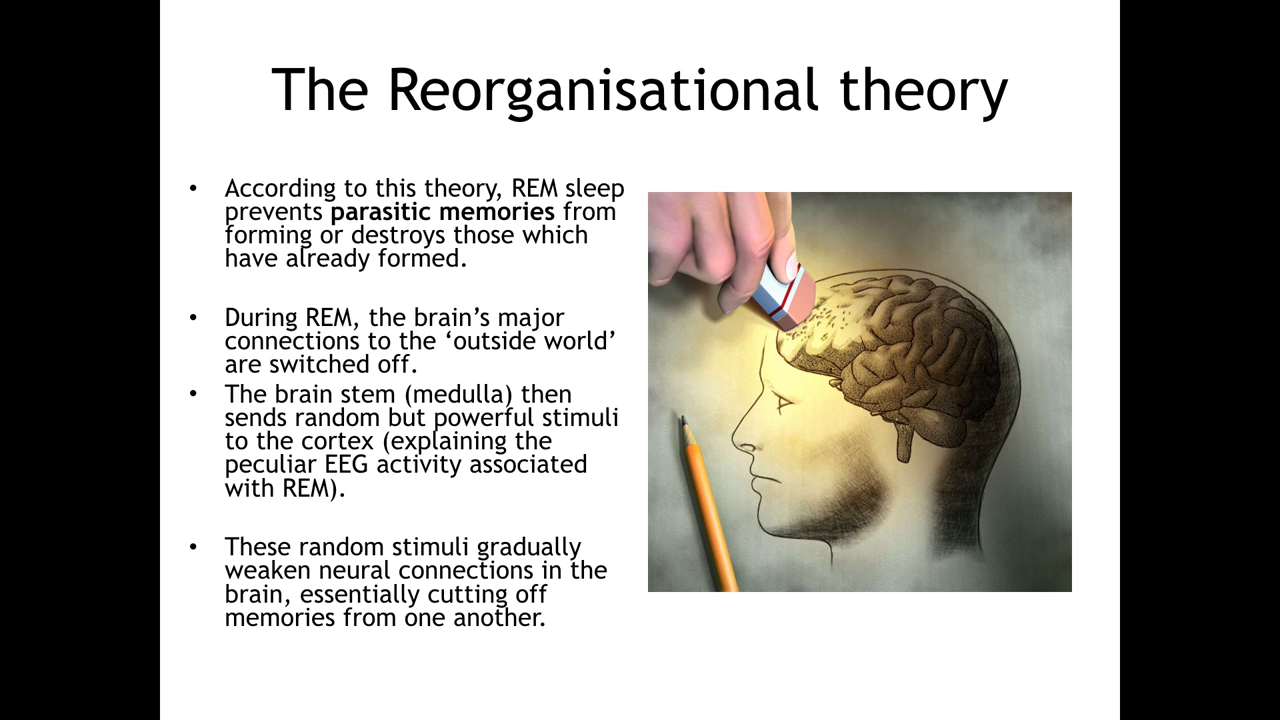 The Reorganisational theory
• According to this theory, REM sleep
prevents parasitic memories from
forming or destroys those which
have already formed.
• During REM, the brain’s major
connections to the ‘outside world’
are switched off.
• The brain stem (medulla) then
sends random but powerful stimuli
to the cortex (explaining the
peculiar EEG activity associated
with REM).
• These random stimuli gradually
weaken neural connections in the
brain, essentially cutting off
memories from one another.